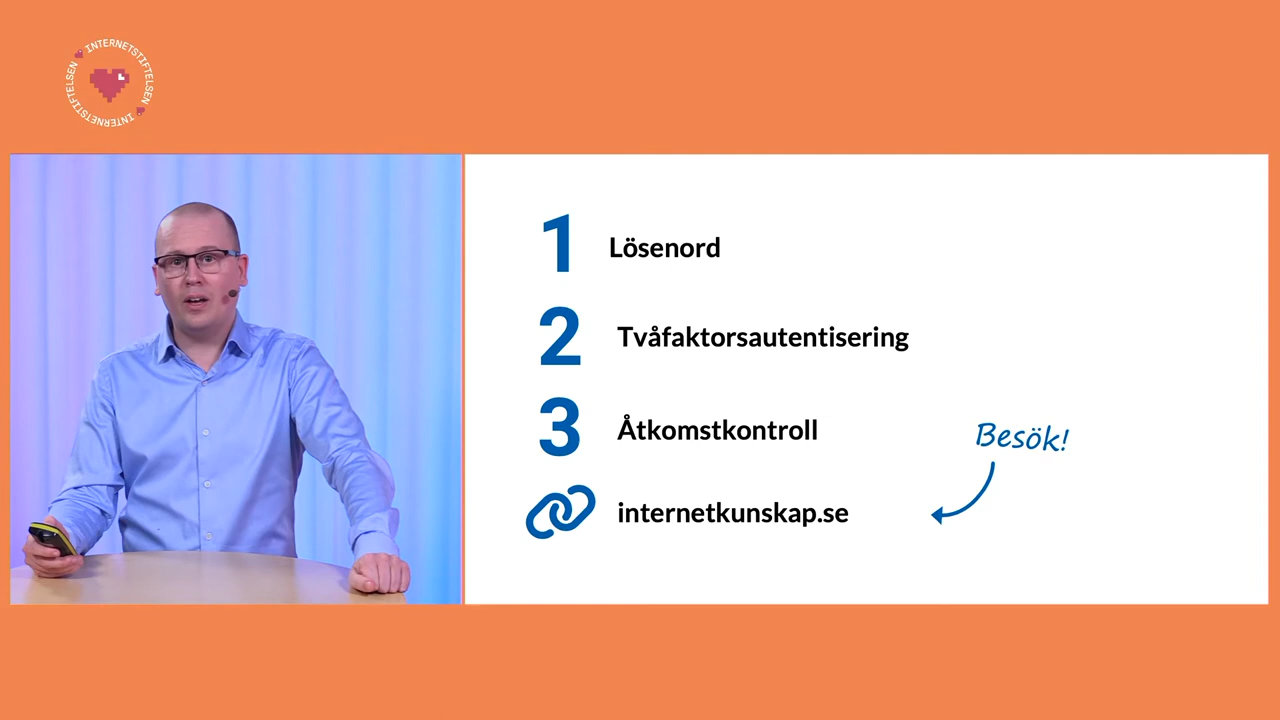 INTERNETSTIFTELSEN
INTERNETSTIFTELSEN
1 Lösenord
2 Tvåfaktorsautentisering
3 Åtkomstkontroll
Besök!
internetkunskap.se